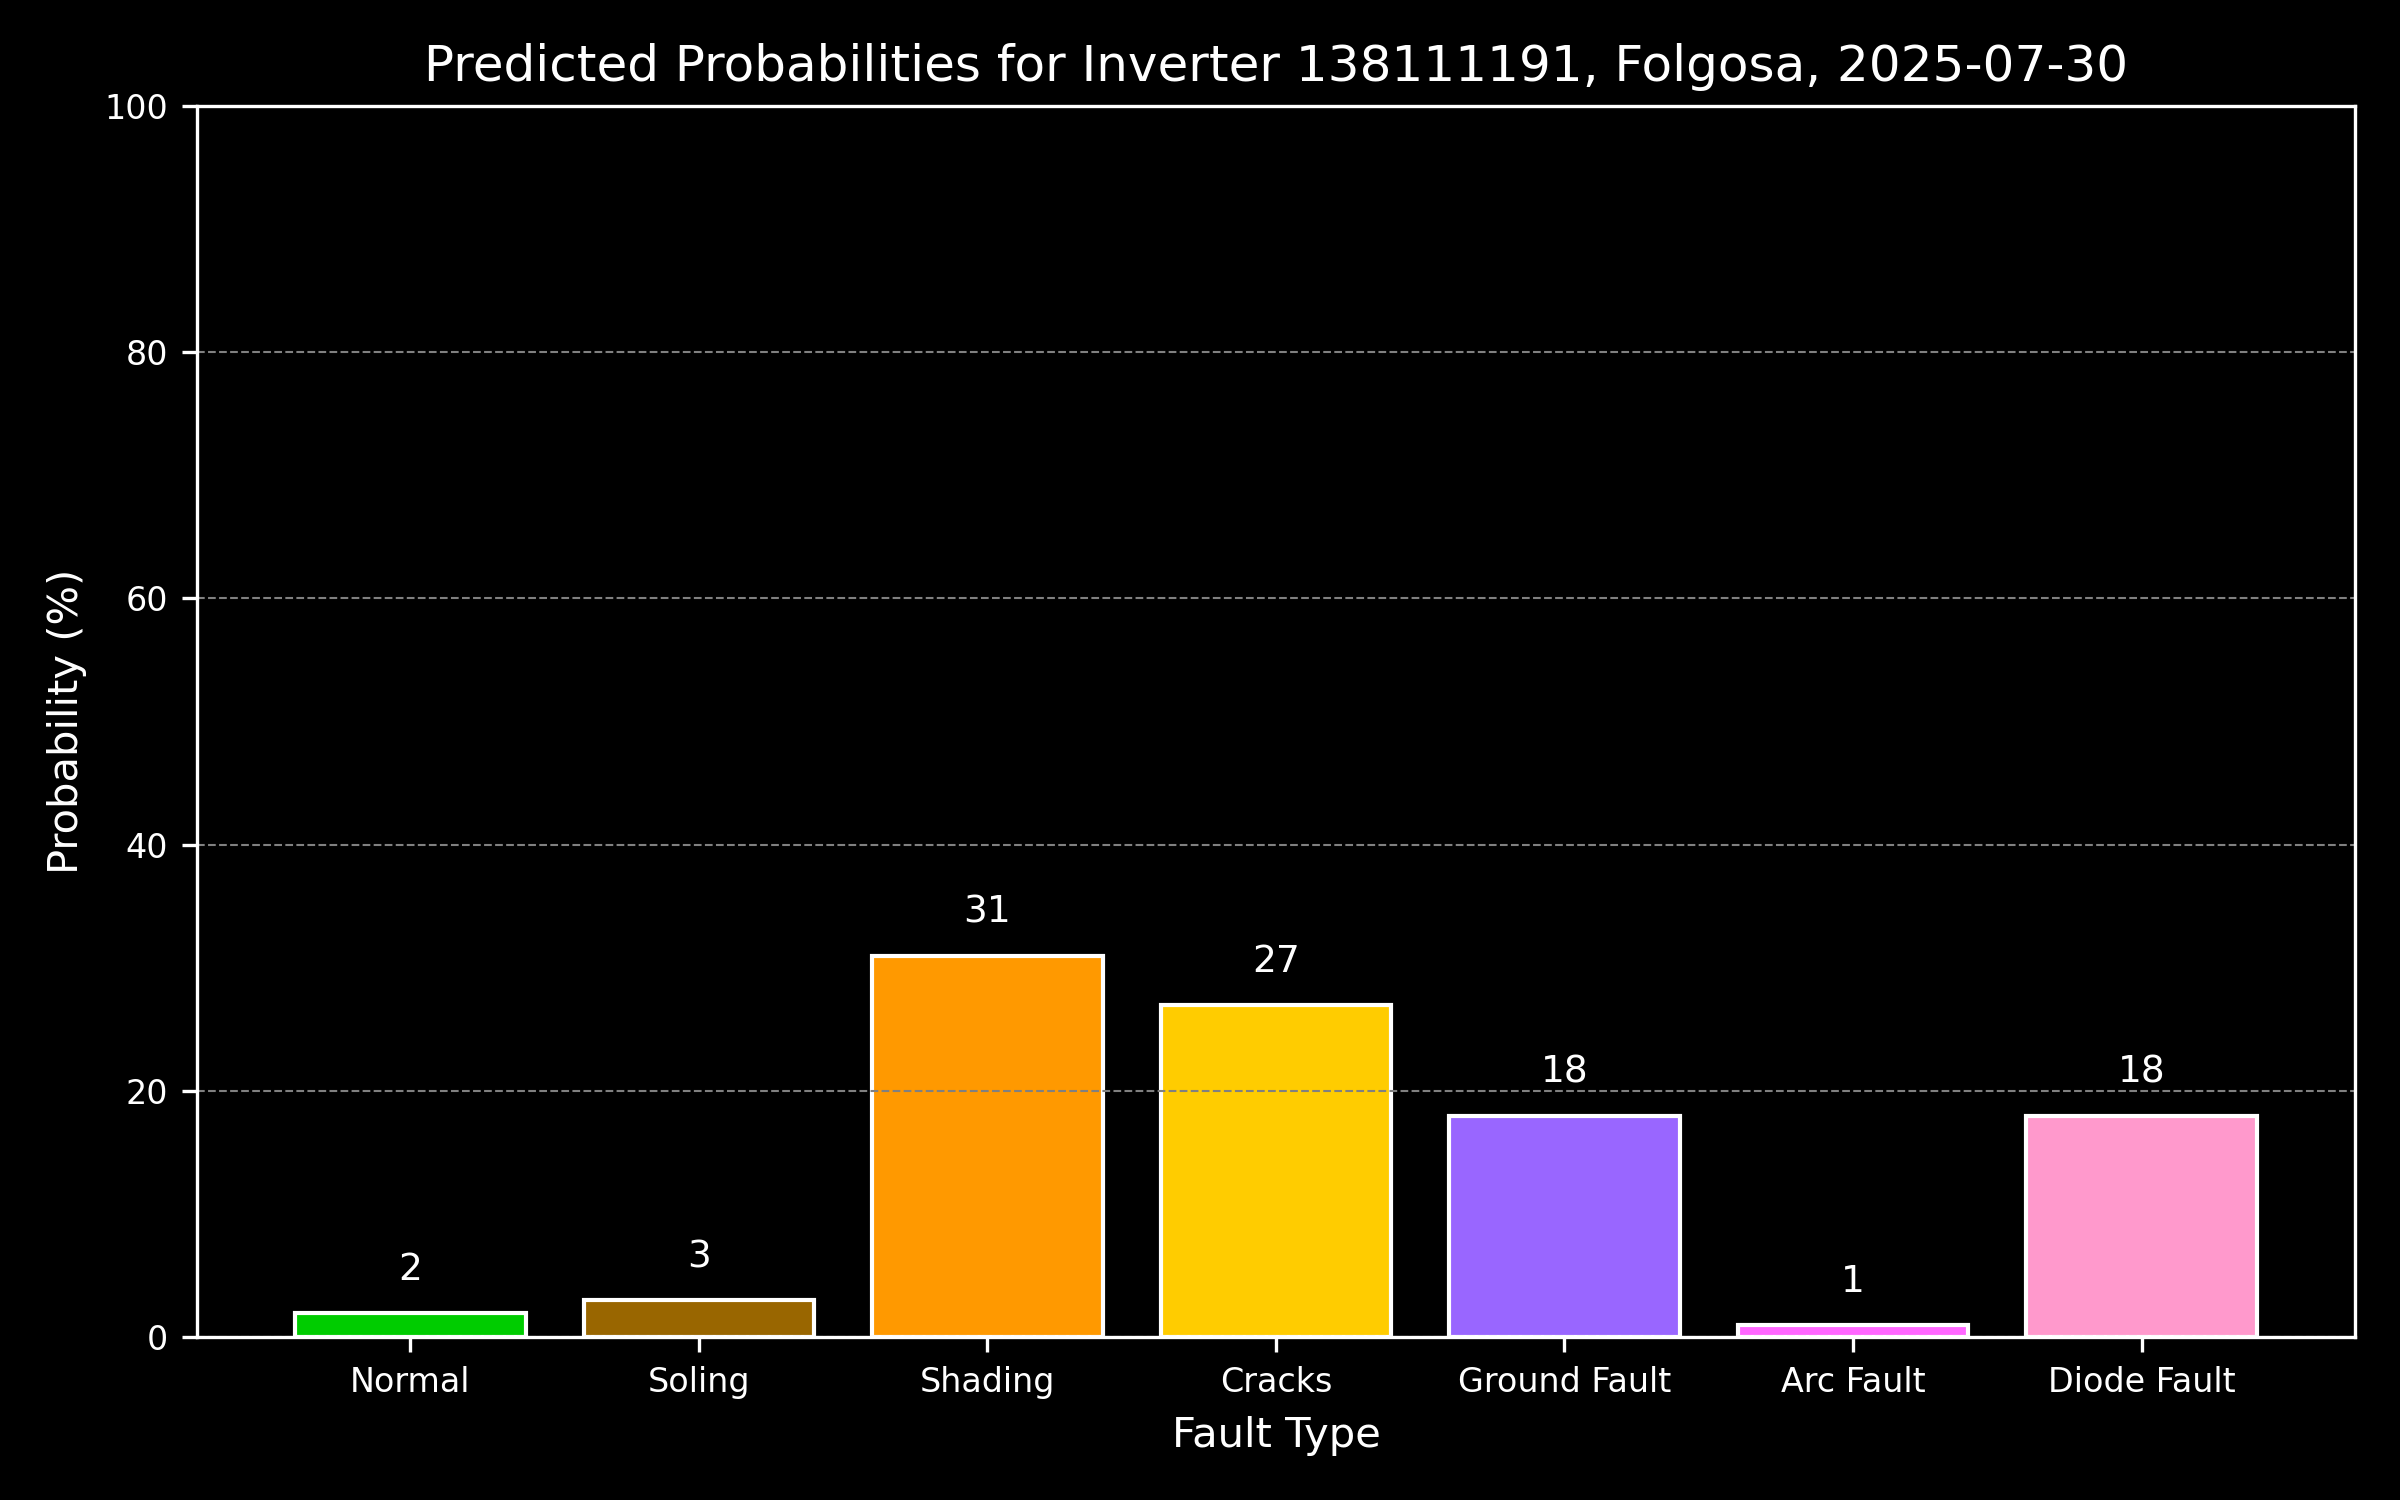 Predicted Probabilities for Inverter 138111191, Folgosa, 2025-07-30
100
80
60
40
20
0
Probability (%)
2
3
31
27
18
1
18
Normal
Soling
Shading
Cracks
Ground Fault
Arc Fault
Diode Fault
Fault Type